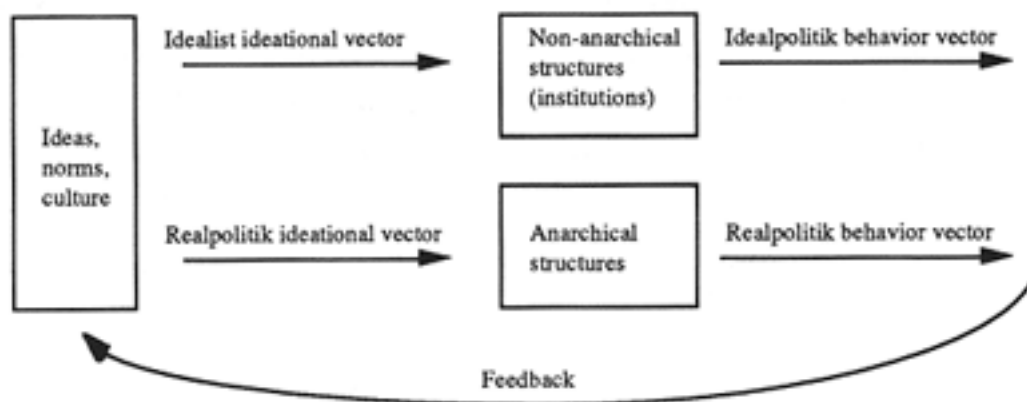 Idealist ideational vector
Non-anarchical
structures
(institutions)
Idealpolitik behavior vector
Ideas,
norms,
culture
Realpolitik ideational vector
Anarchical
structures
Realpolitik behavior vector
Feedback